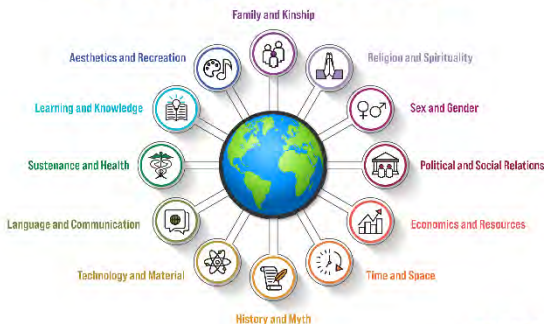 Family and Kinship
Aesthetics and Recreation
Religion and Spirituality
Learning and Knowledge
Sex and Gender
Sustenance and Health
Political and Social Relations
Language and Communication
Economics and Resources
Technology and Material
Time and Space
History and Myth